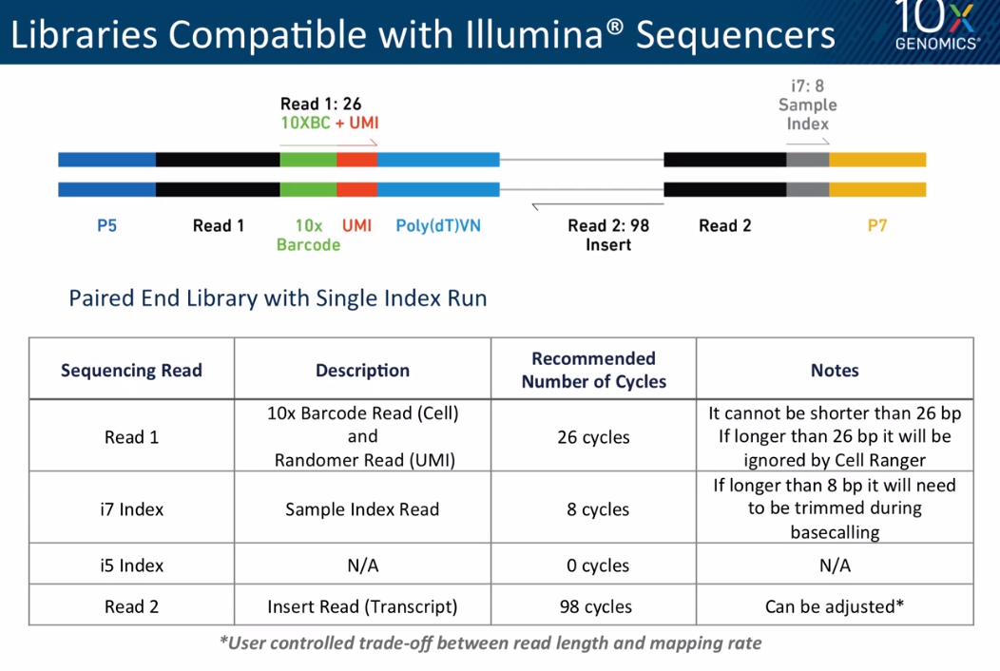 Libraries Compatible with Illumina® Sequencers
10x
GENOMICS®
i7: 8
Sample
Index
Read 1: 26
10XBC + UMI
P5
Read 1
10x
Barcode
UMI
Poly(dT)VN
Read 2: 98
Insert
Read 2
P7
Paired End Library with Single Index Run
Sequencing Read
Description
Recommended
Number of Cycles
Notes
Read 1
10x Barcode Read (Cell)
and
Randomer Read (UMI)
26 cycles
It cannot be shorter than 26 bp
If longer than 26 bp it will be
ignored by Cell Ranger
i7 Index
Sample Index Read
8 cycles
If longer than 8 bp it will need
to be trimmed during
basecalling
i5 Index
N/A
0 cycles
N/A
Read 2
Insert Read (Transcript)
98 cycles
Can be adjusted*
*User controlled trade-off between read length and mapping rate